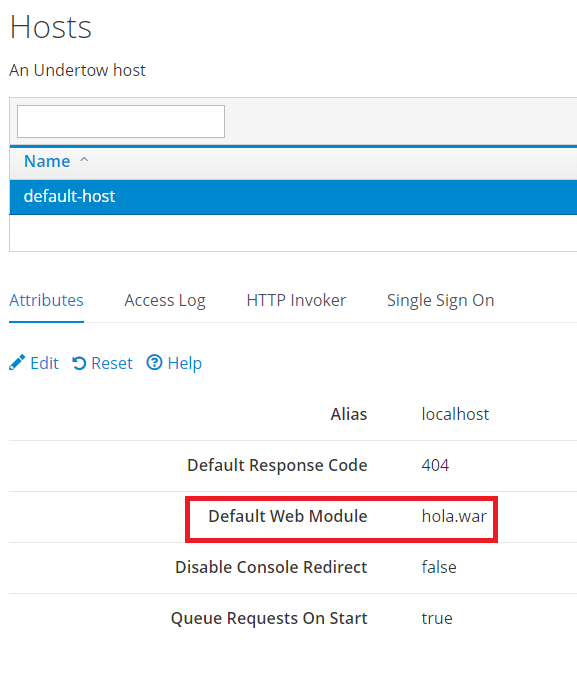 Hosts
An Undertow host
Name
default-host
Attributes Access Log HTTP Invoker Single Sign On
Edit Reset Help
Alias localhost
Default Response Code 404
Default Web Module hola.war
Disable Console Redirect false
Queue Requests On Start true